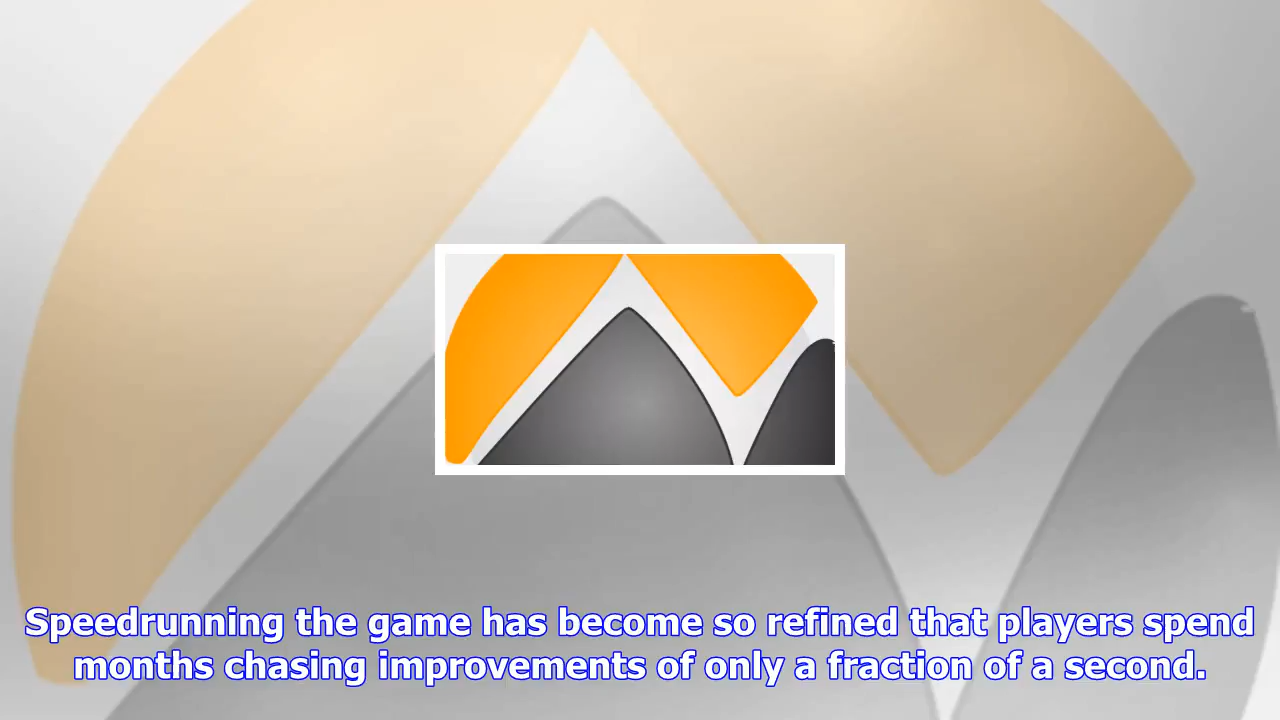 Speedrunning the game has become so refined that players spend
months chasing improvements of only a fraction of a second.